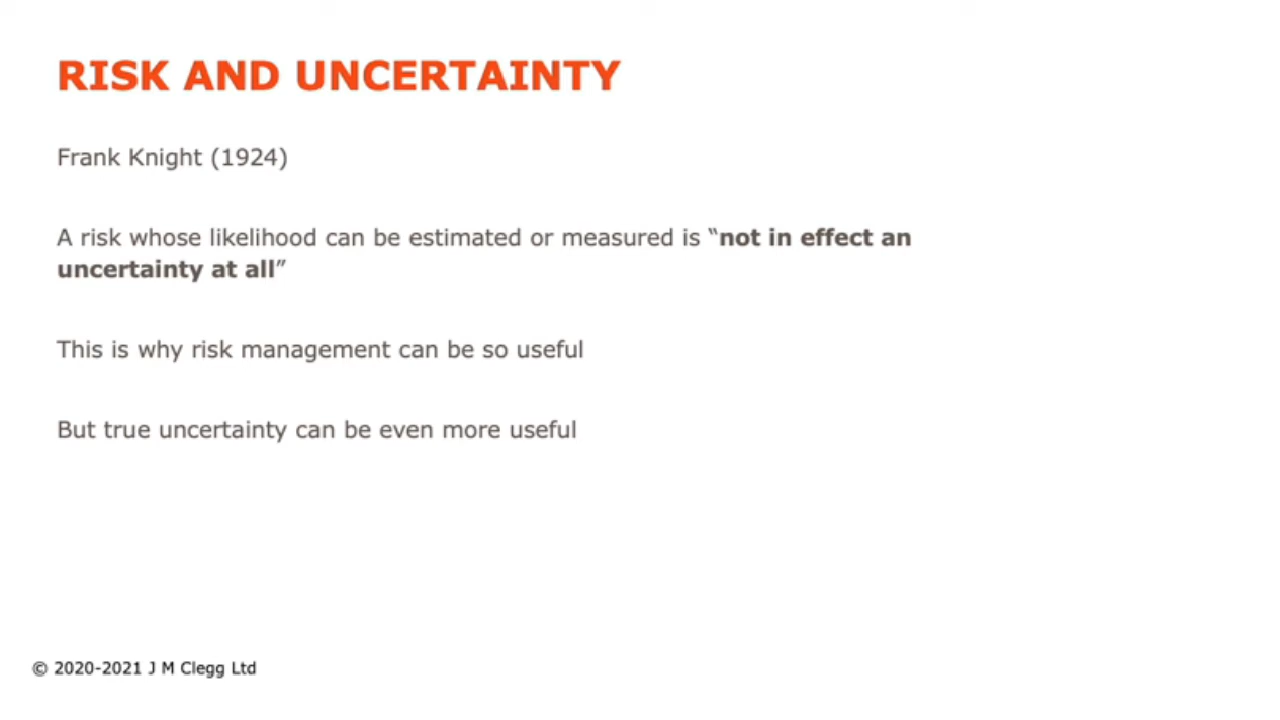 RISK AND UNCERTAINTY
Frank Knight (1924)
A risk whose likelihood can be estimated or measured is “not in effect an
uncertainty at all”
This is why risk management can be so useful
But true uncertainty can be even more useful
© 2020-2021 J M Clegg Ltd